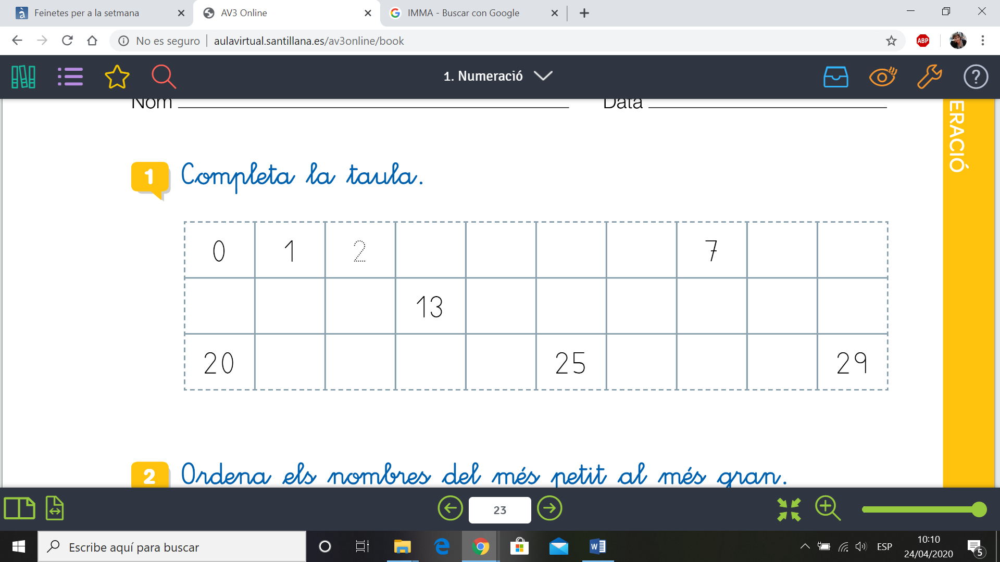 Feinetes per a la setmana
AV3 Online
IMMA - Buscar con Google
No es seguro
aulavirtual.santillana.es/av3online/book
ABP
1. Numeració
?
Nom
Data
ERACIÓ
1 Completa la taula.
0 1 2 7
13
20 25 29
2 Ordena els nombres del més petit al més gran.
23
Escribe aquí para buscar
ESP
10:10
24/04/2020
5